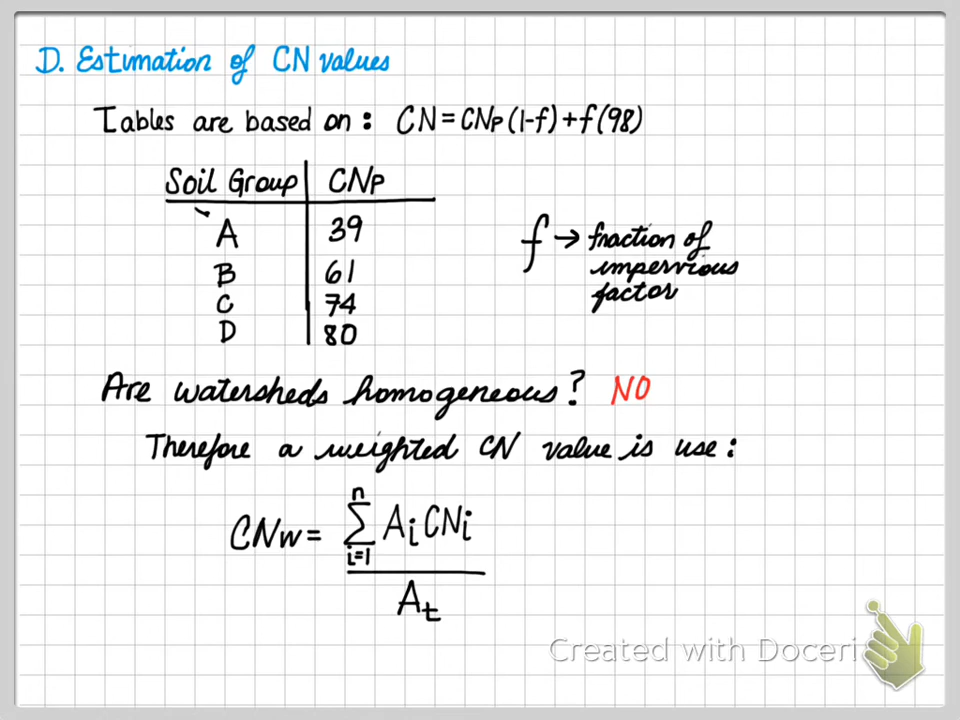 D. Estimation of CN values
Tables are based on: CN = CNp (1-f) + f(98)
Soil Group | CNP
A | 39
B | 61
C | 74
D | 80
f → fraction of
impervious
factor
Are watersheds homogeneous? NO
Therefore a weighted CN value is use:
CNw = n ∑ i=1 Ai CNi
At
Created with Doceri